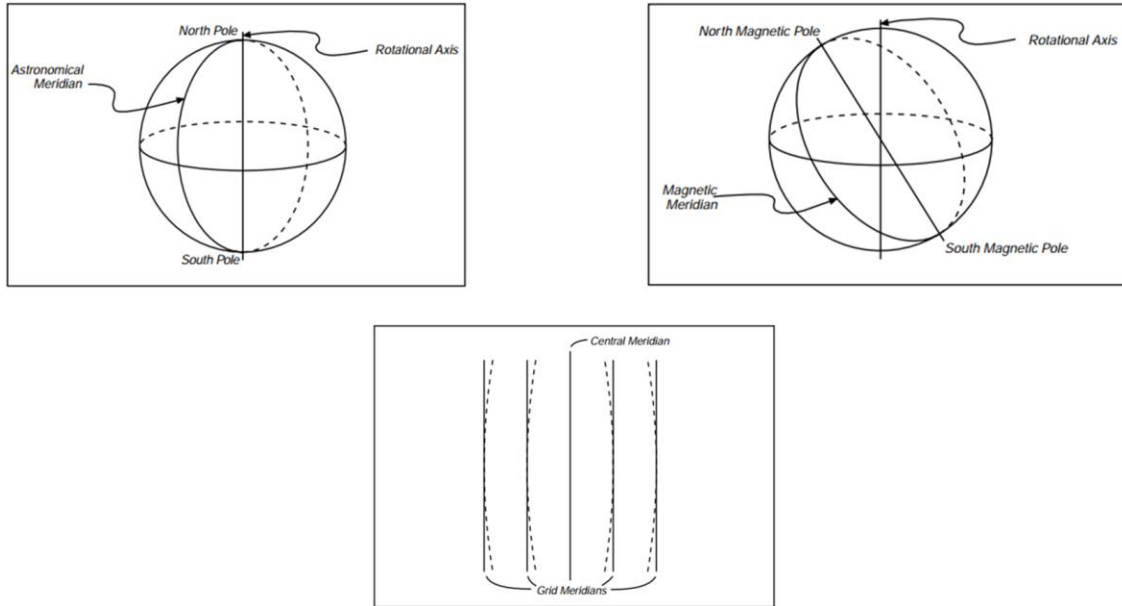 North Pole
Rotational Axis
Astronomical
Meridian
South Pole
North Magnetic Pole
Rotational Axis
Magnetic
Meridian
South Magnetic Pole
Central Meridian
Grid Meridians